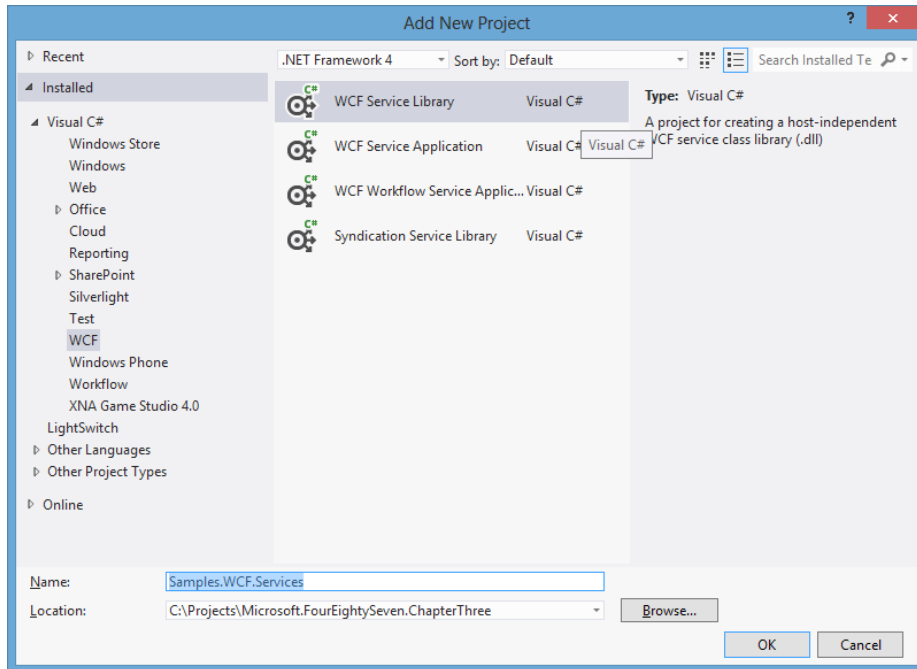 Add New Project
?
×
Recent
Installed
Visual C#
Windows Store
Windows
Web
Office
Cloud
Reporting
SharePoint
Silverlight
Test
WCF
Windows Phone
Workflow
XNA Game Studio 4.0
LightSwitch
Other Languages
Other Project Types
Online
.NET Framework 4 Sort by: Default
Search Installed Te
C# WCF Service Library Visual C#
C# WCF Service Application Visual C#
C# WCF Workflow Service Applic... Visual C#
C# Syndication Service Library Visual C#
Visual C#
Type: Visual C#
A project for creating a host-independent
WCF service class library (.dll)
Name: Samples.WCF.Services
Location: C:\Projects\Microsoft.FourEightySeven.ChapterThree Browse...
OK Cancel